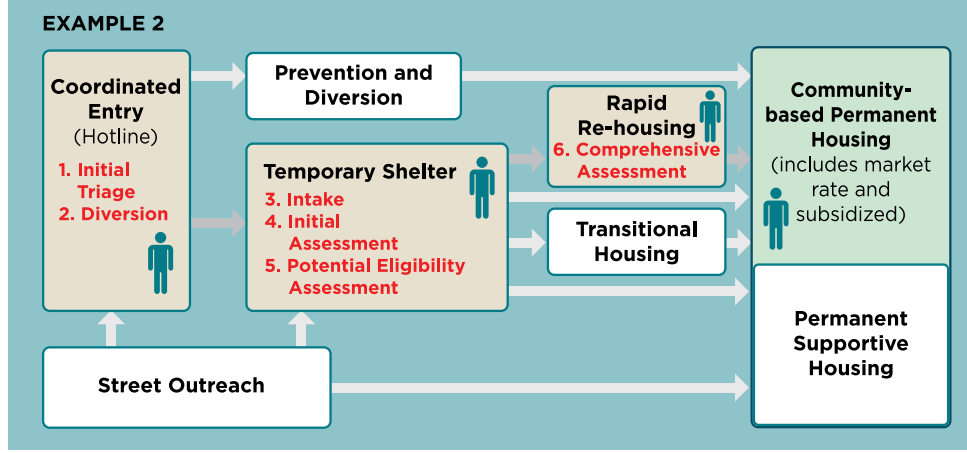 EXAMPLE 2
Coordinated
Entry
(Hotline)
1. Initial
Triage
2. Diversion
Prevention and
Diversion
Temporary Shelter
3. Intake
4. Initial
Assessment
5. Potential Eligibility
Assessment
Rapid
Re-housing
6. Comprehensive
Assessment
Transitional
Housing
Community-
based Permanent
Housing
(includes market
rate and
subsidized)
Permanent
Supportive
Housing
Street Outreach